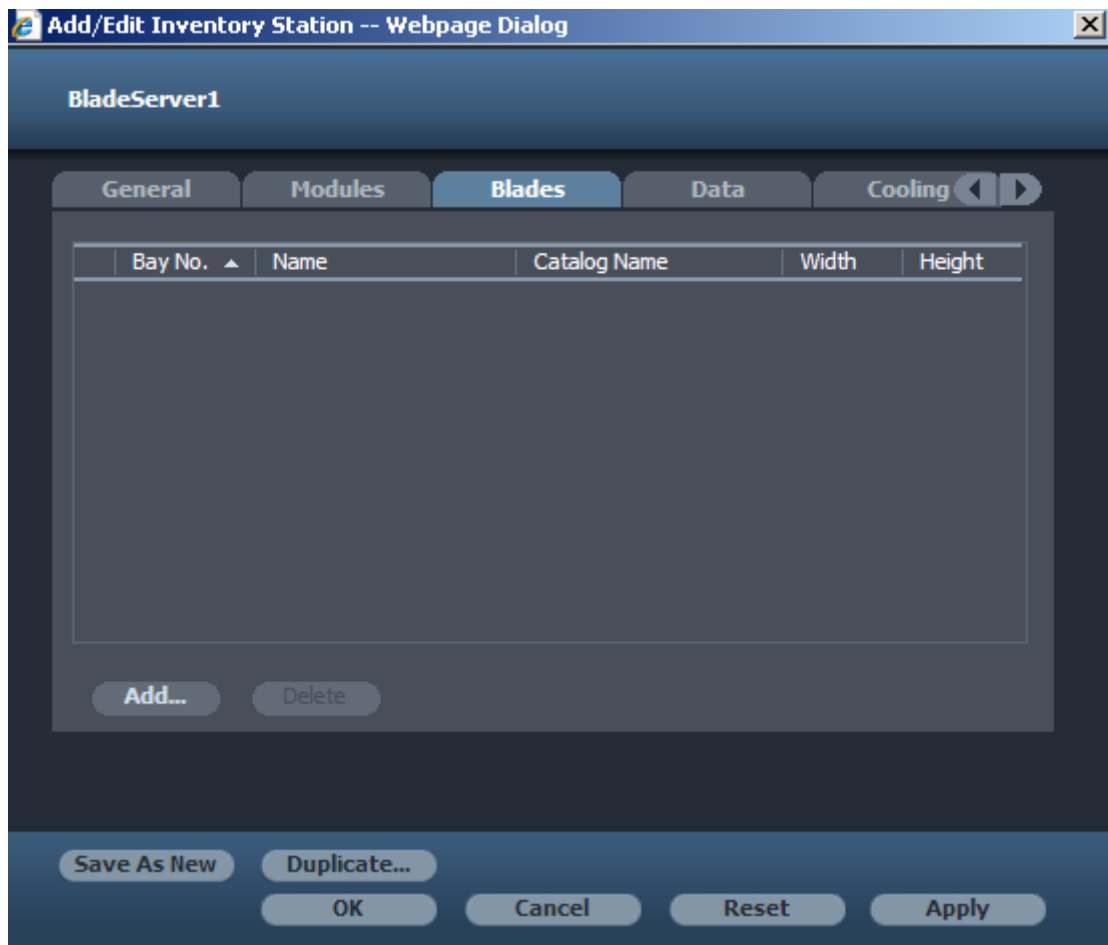 Add/Edit Inventory Station -- Webpage Dialog
BladeServer1
General Modules Blades Data Cooling
Bay No. Name Catalog Name Width Height
Add... Delete
Save As New Duplicate...
OK Cancel Reset Apply